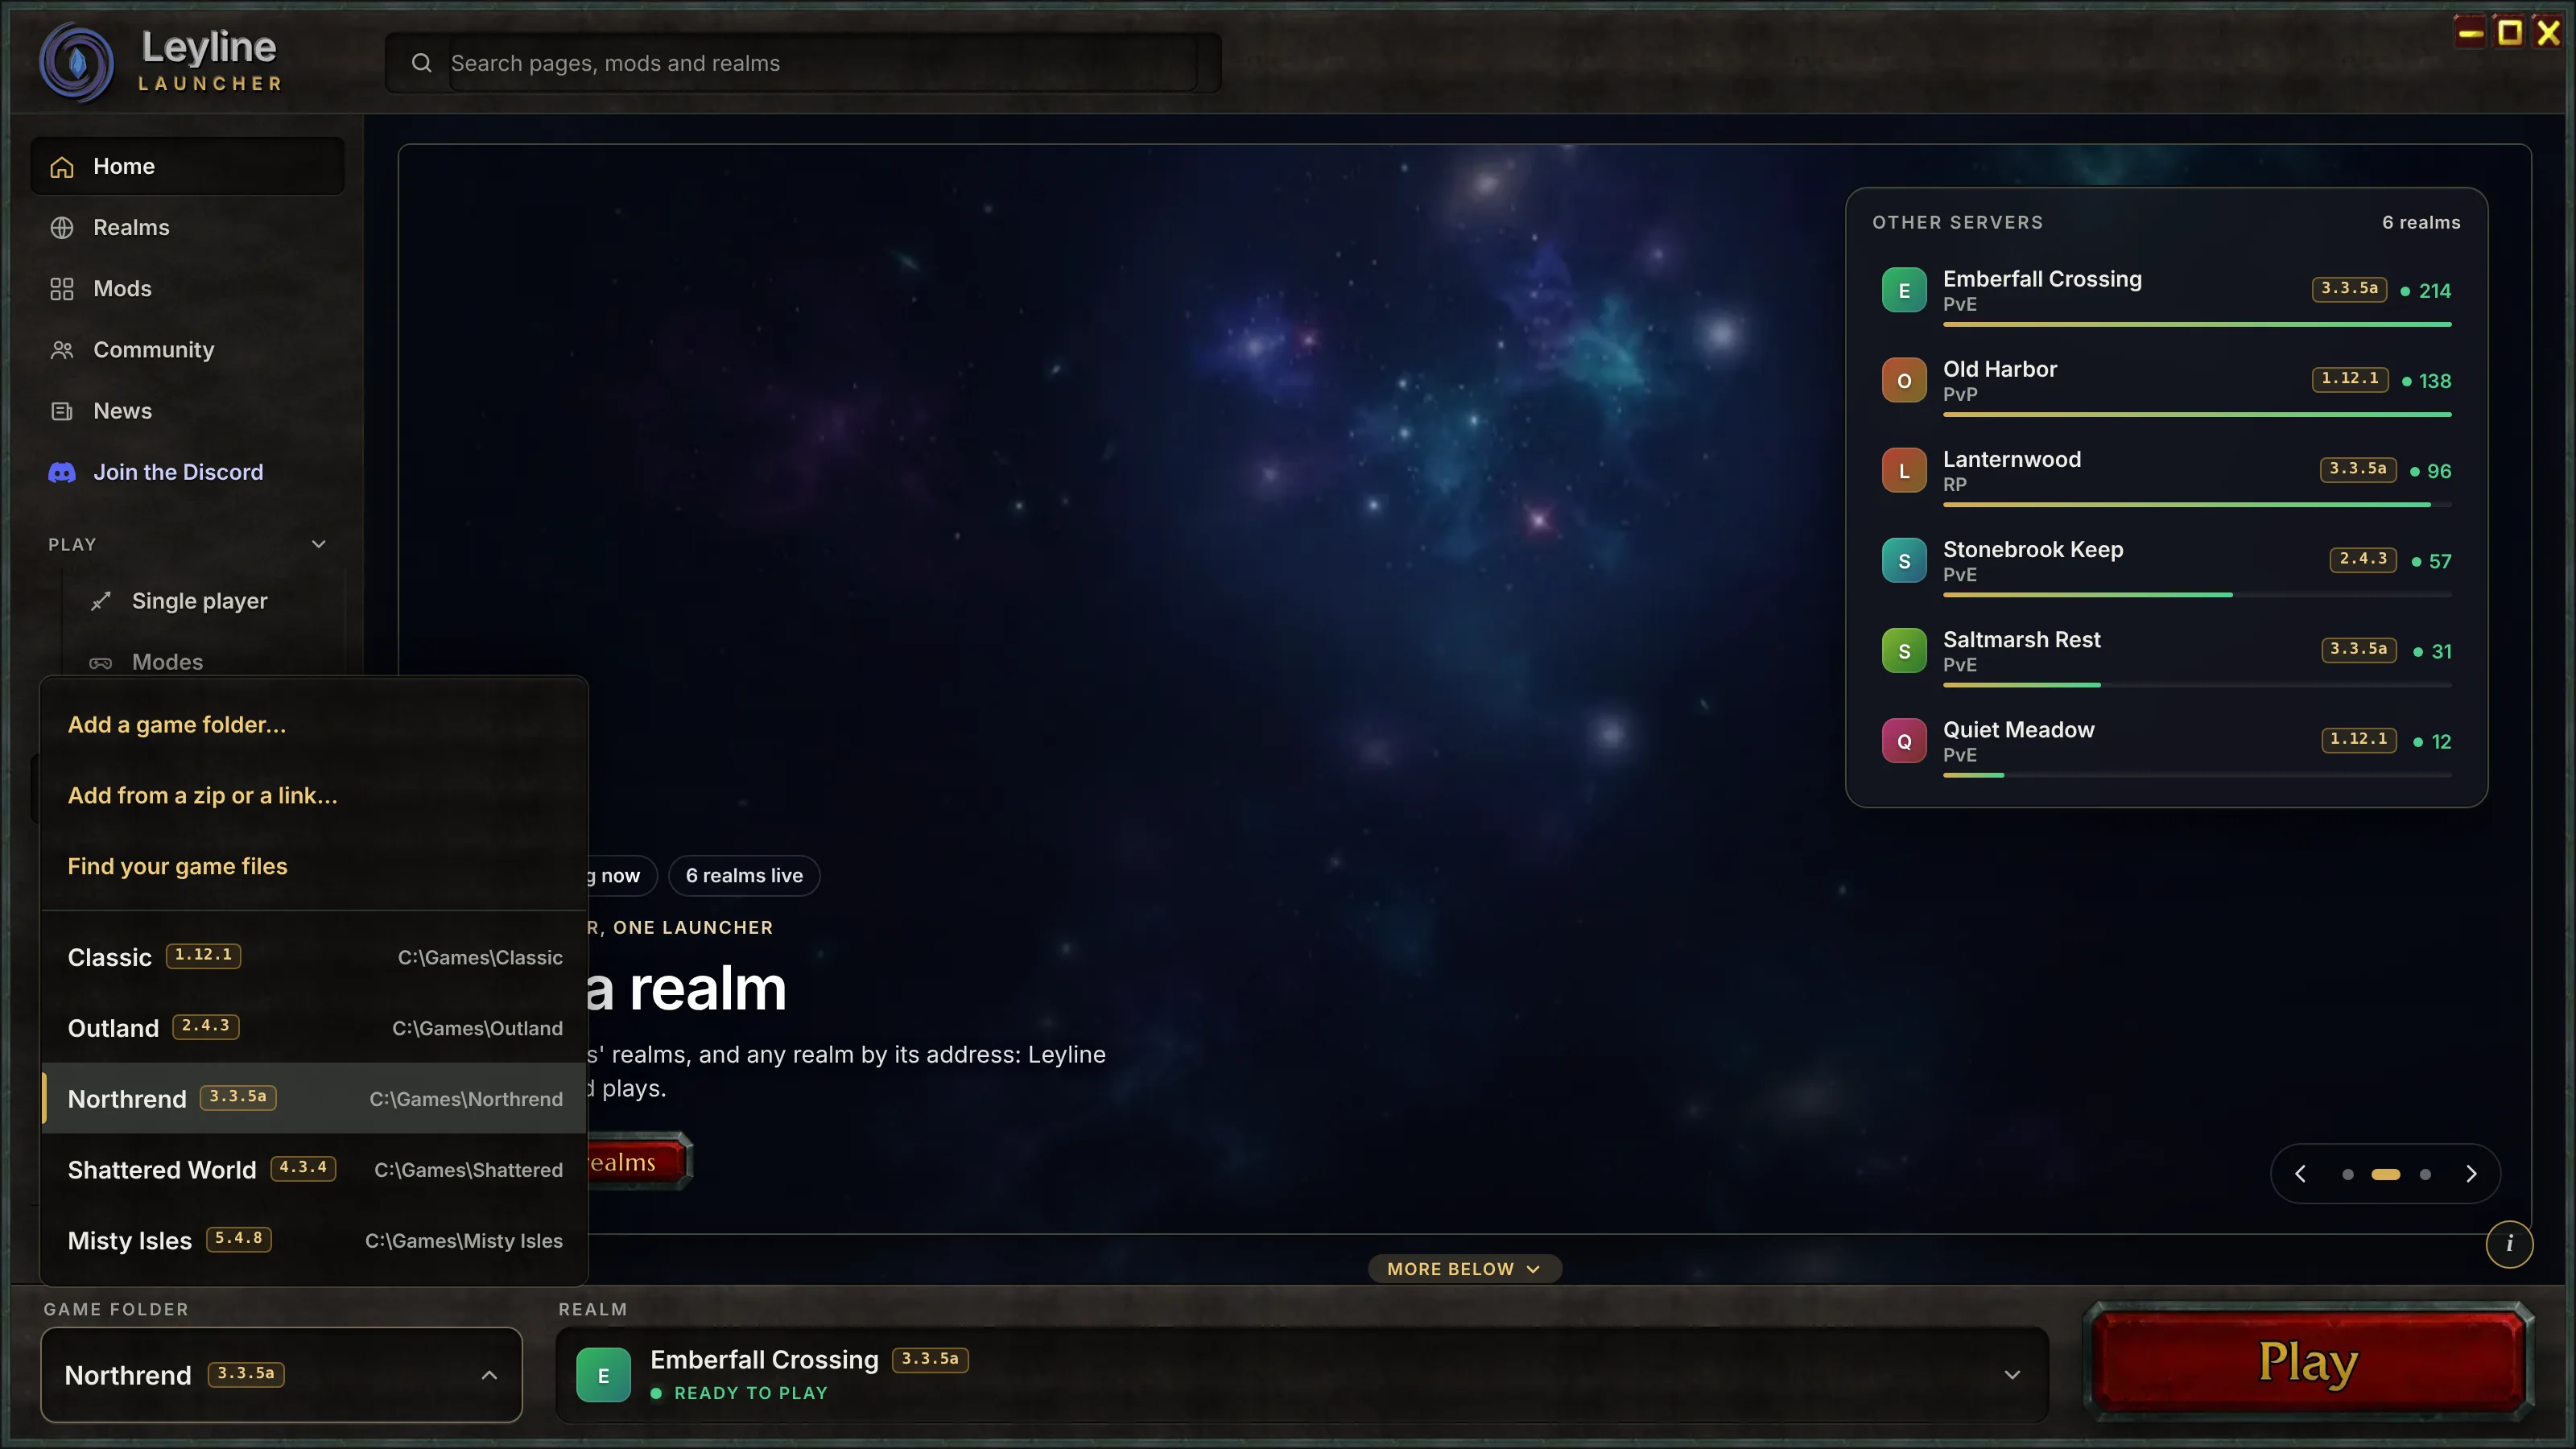 Leyline
LAUNCHER
Search pages, mods and realms
Home
Realms
Mods
Community
News
Join the Discord
PLAY
Single player
Modes
Add a game folder...
Add from a zip or a link...
Find your game files
Classic 1.12.1 C:\Games\Classic
Outland 2.4.3 C:\Games\Outland
Northrend 3.3.5a C:\Games\Northrend
Shattered World 4.3.4 C:\Games\Shattered
Misty Isles 5.4.8 C:\Games\Misty Isles
now
6 realms live
R, ONE LAUNCHER
a realm
s' realms, and any realm by its address: Leyline
d plays.
realms
OTHER SERVERS 6 realms
E Emberfall Crossing 3.3.5a 214
PvE
O Old Harbor 1.12.1 138
PvP
L Lanternwood 3.3.5a 96
RP
S Stonebrook Keep 2.4.3 57
PvE
S Saltmarsh Rest 3.3.5a 31
PvE
Q Quiet Meadow 1.12.1 12
PvE
i
MORE BELOW
GAME FOLDER
Northrend 3.3.5a
REALM
E Emberfall Crossing 3.3.5a
READY TO PLAY
Play